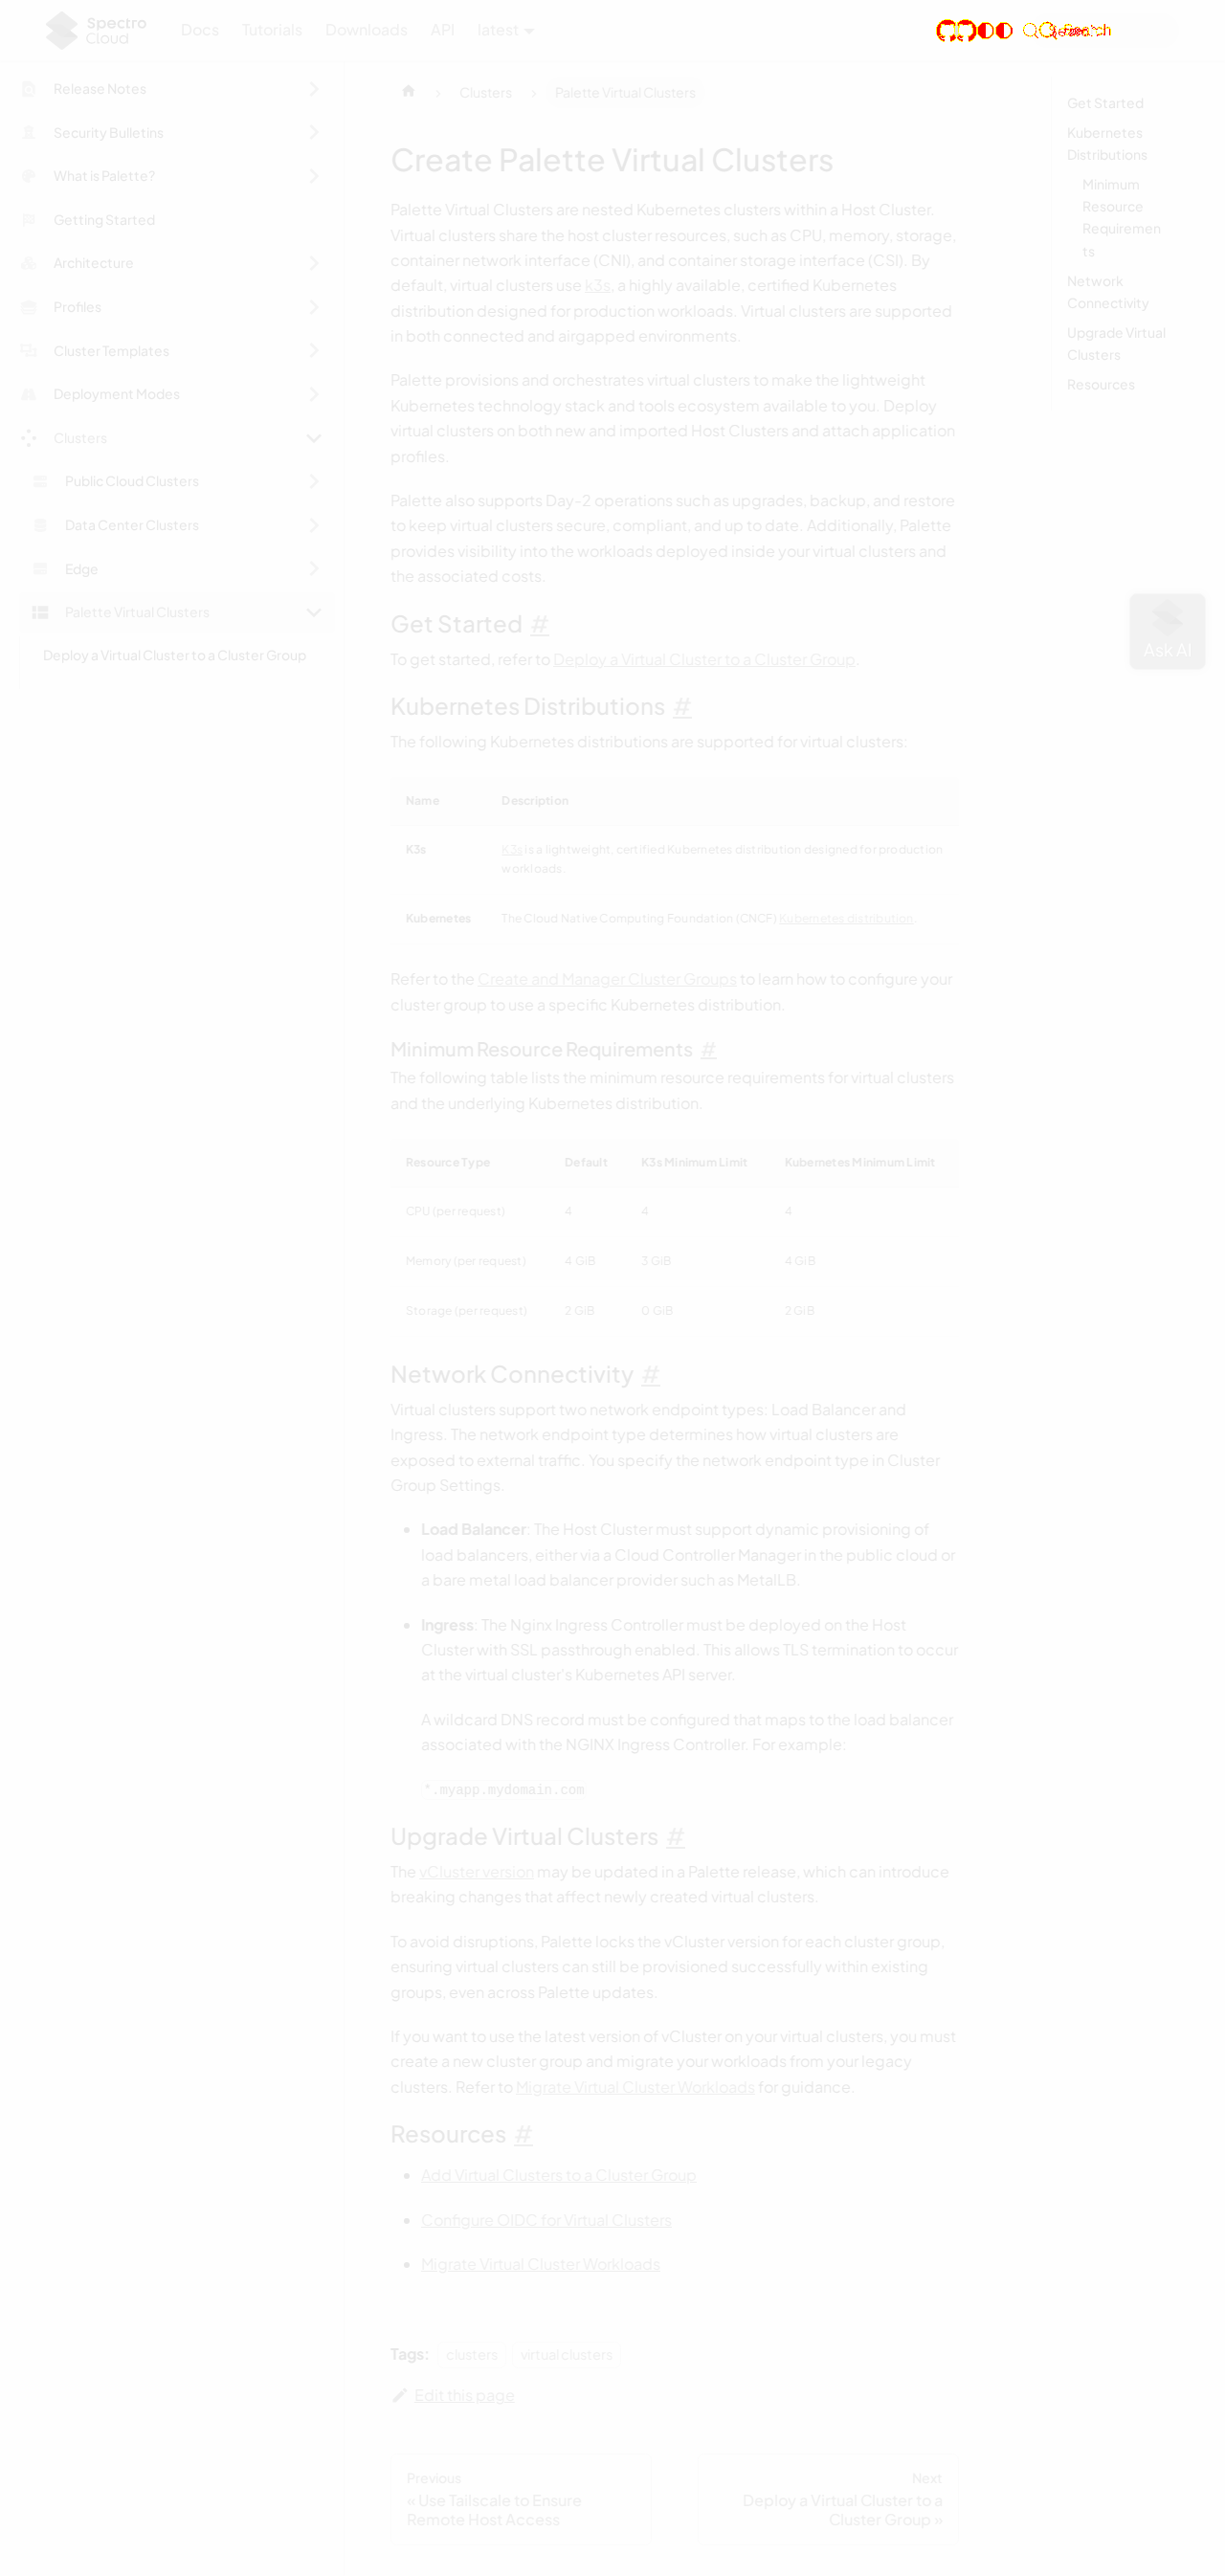 Spectro
Cloud
Docs
Tutorials
Downloads
API
latest
Release Notes
Security Bulletins
What is Palette?
Getting Started
Architecture
Profiles
Cluster Templates
Deployment Modes
Clusters
Public Cloud Clusters
Data Center Clusters
Edge
Palette Virtual Clusters
Deploy a Virtual Cluster to a Cluster Group
Clusters
Palette Virtual Clusters
Create Palette Virtual Clusters
Palette Virtual Clusters are nested Kubernetes clusters within a Host Cluster.
Virtual clusters share the host cluster resources, such as CPU, memory, storage,
container network interface (CNI), and container storage interface (CSI). By
default, virtual clusters use k3s, a highly available, certified Kubernetes
distribution designed for production workloads. Virtual clusters are supported
in both connected and airgapped environments.
Palette provisions and orchestrates virtual clusters to make the lightweight
Kubernetes technology stack and tools ecosystem available to you. Deploy
virtual clusters on both new and imported Host Clusters and attach application
profiles.
Palette also supports Day-2 operations such as upgrades, backup, and restore
to keep virtual clusters secure, compliant, and up to date. Additionally, Palette
provides visibility into the workloads deployed inside your virtual clusters and
the associated costs.
Get Started #
To get started, refer to Deploy a Virtual Cluster to a Cluster Group.
Kubernetes Distributions #
The following Kubernetes distributions are supported for virtual clusters:
Name Description
K3s K3s is a lightweight, certified Kubernetes distribution designed for production
workloads.
Kubernetes The Cloud Native Computing Foundation (CNCF) Kubernetes distribution.
Refer to the Create and Manager Cluster Groups to learn how to configure your
cluster group to use a specific Kubernetes distribution.
Minimum Resource Requirements #
The following table lists the minimum resource requirements for virtual clusters
and the underlying Kubernetes distribution.
Resource Type Default K3s Minimum Limit Kubernetes Minimum Limit
CPU (per request) 4 4 4
Memory (per request) 4 GiB 3 GiB 4 GiB
Storage (per request) 2 GiB 0 GiB 2 GiB
Network Connectivity #
Virtual clusters support two network endpoint types: Load Balancer and
Ingress. The network endpoint type determines how virtual clusters are
exposed to external traffic. You specify the network endpoint type in Cluster
Group Settings.
Load Balancer: The Host Cluster must support dynamic provisioning of
load balancers, either via a Cloud Controller Manager in the public cloud or
a bare metal load balancer provider such as MetalLB.
Ingress: The Nginx Ingress Controller must be deployed on the Host
Cluster with SSL passthrough enabled. This allows TLS termination to occur
at the virtual cluster's Kubernetes API server.
A wildcard DNS record must be configured that maps to the load balancer
associated with the NGINX Ingress Controller. For example:
*.myapp.mydomain.com
Upgrade Virtual Clusters #
The vCluster version may be updated in a Palette release, which can introduce
breaking changes that affect newly created virtual clusters.
To avoid disruptions, Palette locks the vCluster version for each cluster group,
ensuring virtual clusters can still be provisioned successfully within existing
groups, even across Palette updates.
If you want to use the latest version of vCluster on your virtual clusters, you must
create a new cluster group and migrate your workloads from your legacy
clusters. Refer to Migrate Virtual Cluster Workloads for guidance.
Resources #
Add Virtual Clusters to a Cluster Group
Configure OIDC for Virtual Clusters
Migrate Virtual Cluster Workloads
Tags: clusters virtual clusters
Edit this page
Previous
« Use Tailscale to Ensure
Remote Host Access
Next
Deploy a Virtual Cluster to a
Cluster Group »
Get Started
Kubernetes
Distributions
Minimum
Resource
Requiremen
ts
Network
Connectivity
Upgrade Virtual
Clusters
Resources
Ask AI